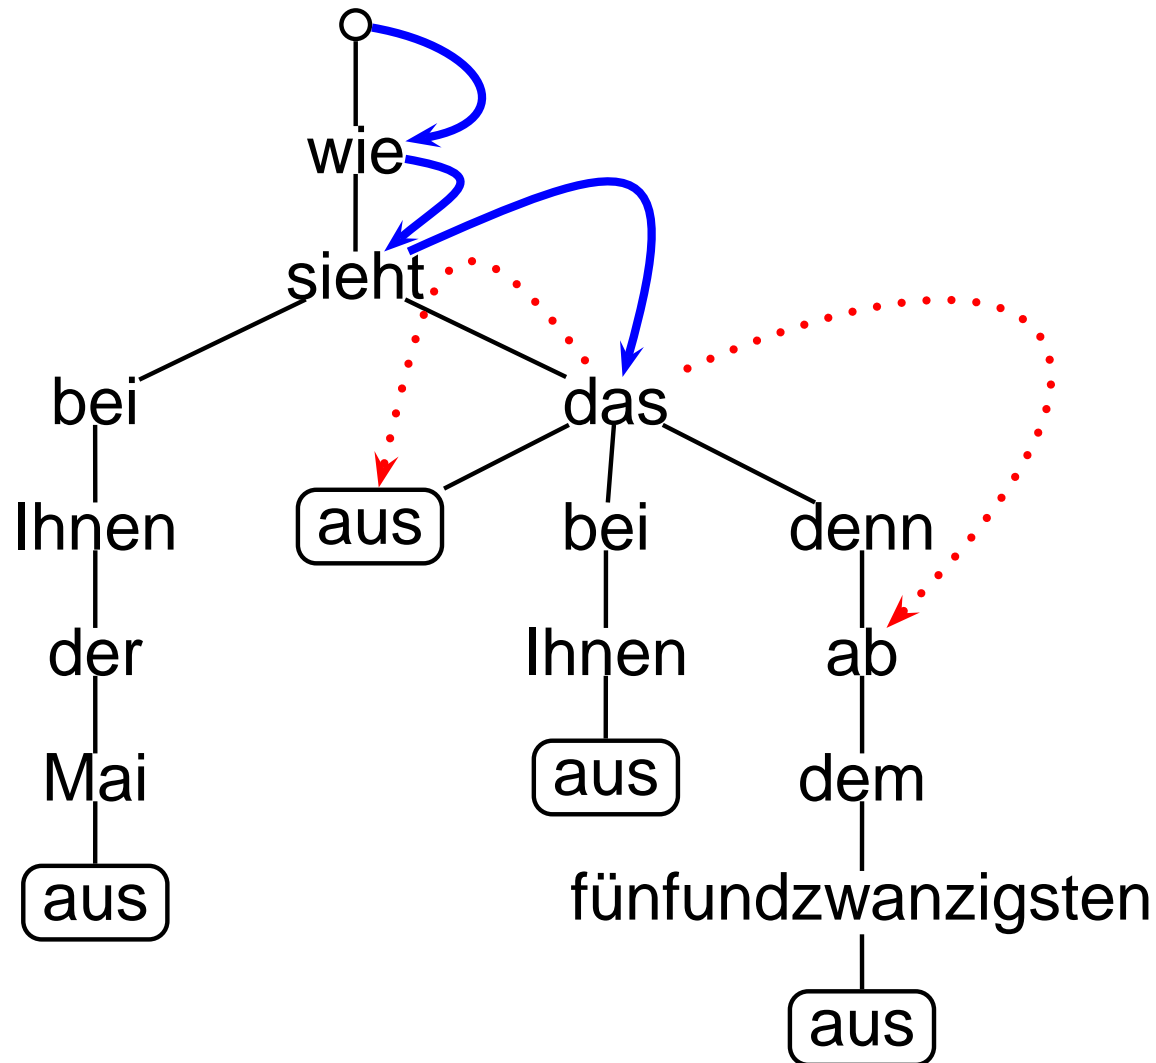 wie
sieht
bei das
Ihnen aus bei denn
der Ihnen ab
Mai aus dem
aus fünfundzwanzigsten
aus